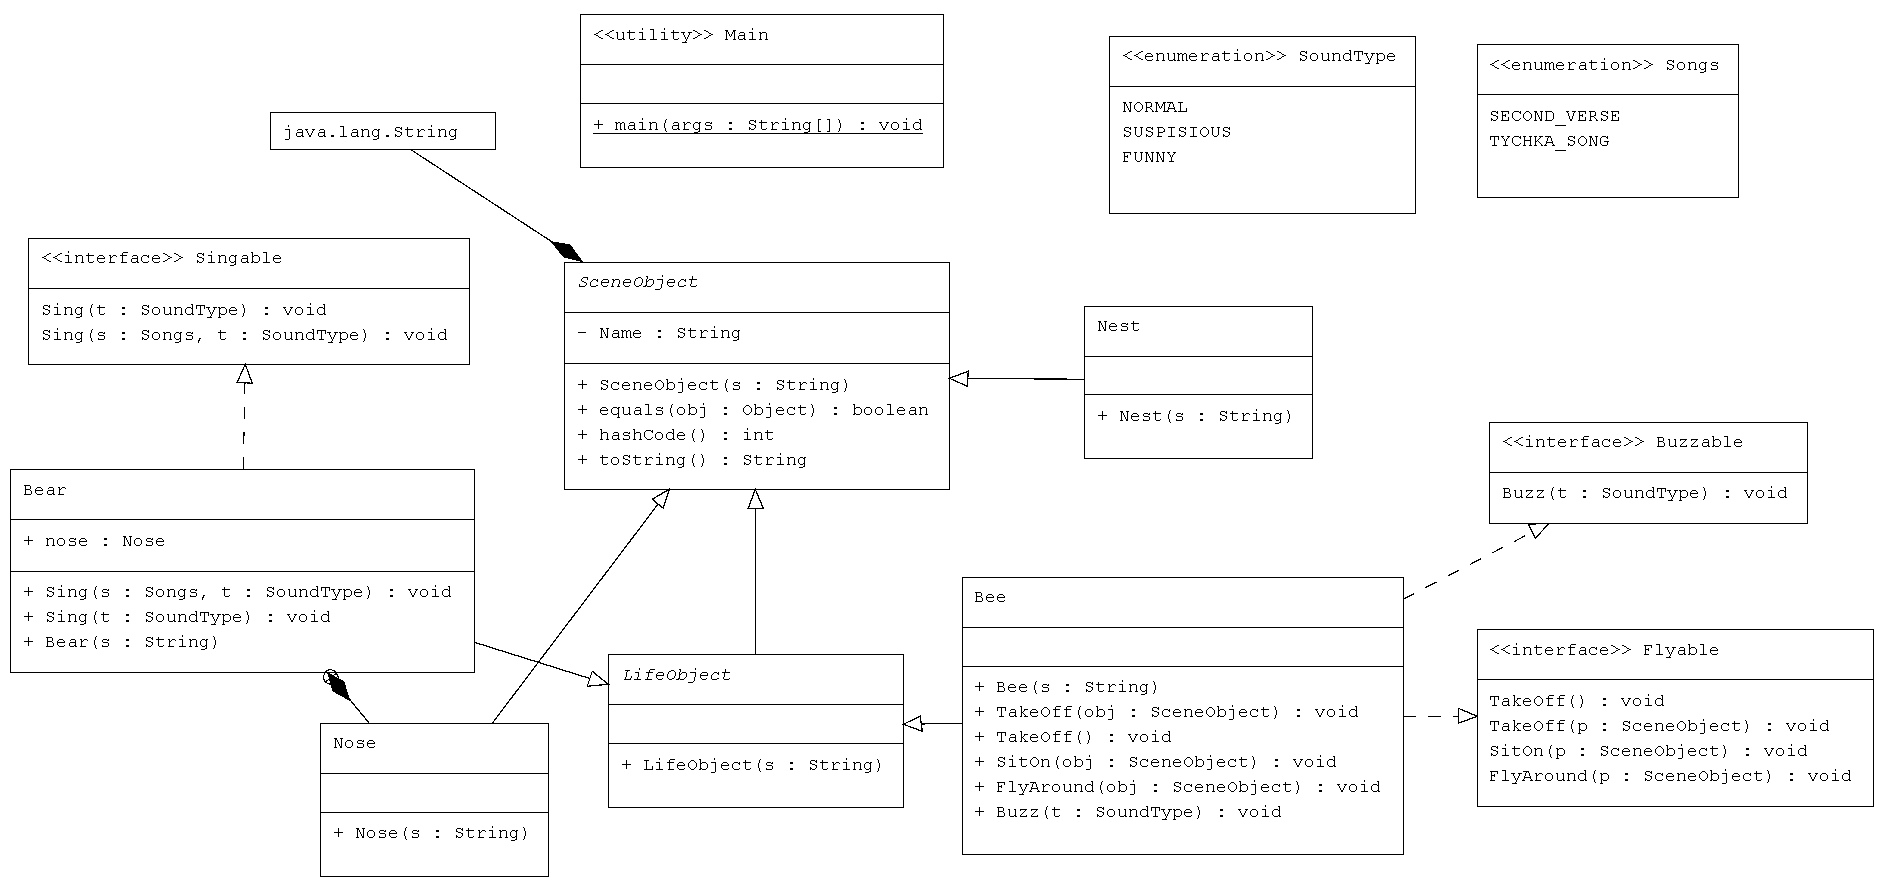 <<utility>> Main
+ main(args : String[]) : void
<<enumeration>> SoundType
NORMAL
SUSPISIOUS
FUNNY
<<enumeration>> Songs
SECOND_VERSE
TYCHKA_SONG
java.lang.String
<<interface>> Singable
Sing(t : SoundType) : void
Sing(s : Songs, t : SoundType) : void
SceneObject
- Name : String
+ SceneObject(s : String)
+ equals(obj : Object) : boolean
+ hashCode() : int
+ toString() : String
Nest
+ Nest(s : String)
<<interface>> Buzzable
Buzz(t : SoundType) : void
Bear
+ nose : Nose
+ Sing(s : Songs, t : SoundType) : void
+ Sing(t : SoundType) : void
+ Bear(s : String)
Bee
+ Bee(s : String)
+ TakeOff(obj : SceneObject) : void
+ TakeOff() : void
+ SitOn(obj : SceneObject) : void
+ FlyAround(obj : SceneObject) : void
+ Buzz(t : SoundType) : void
<<interface>> Flyable
TakeOff() : void
TakeOff(p : SceneObject) : void
SitOn(p : SceneObject) : void
FlyAround(p : SceneObject) : void
LifeObject
+ LifeObject(s : String)
Nose
+ Nose(s : String)